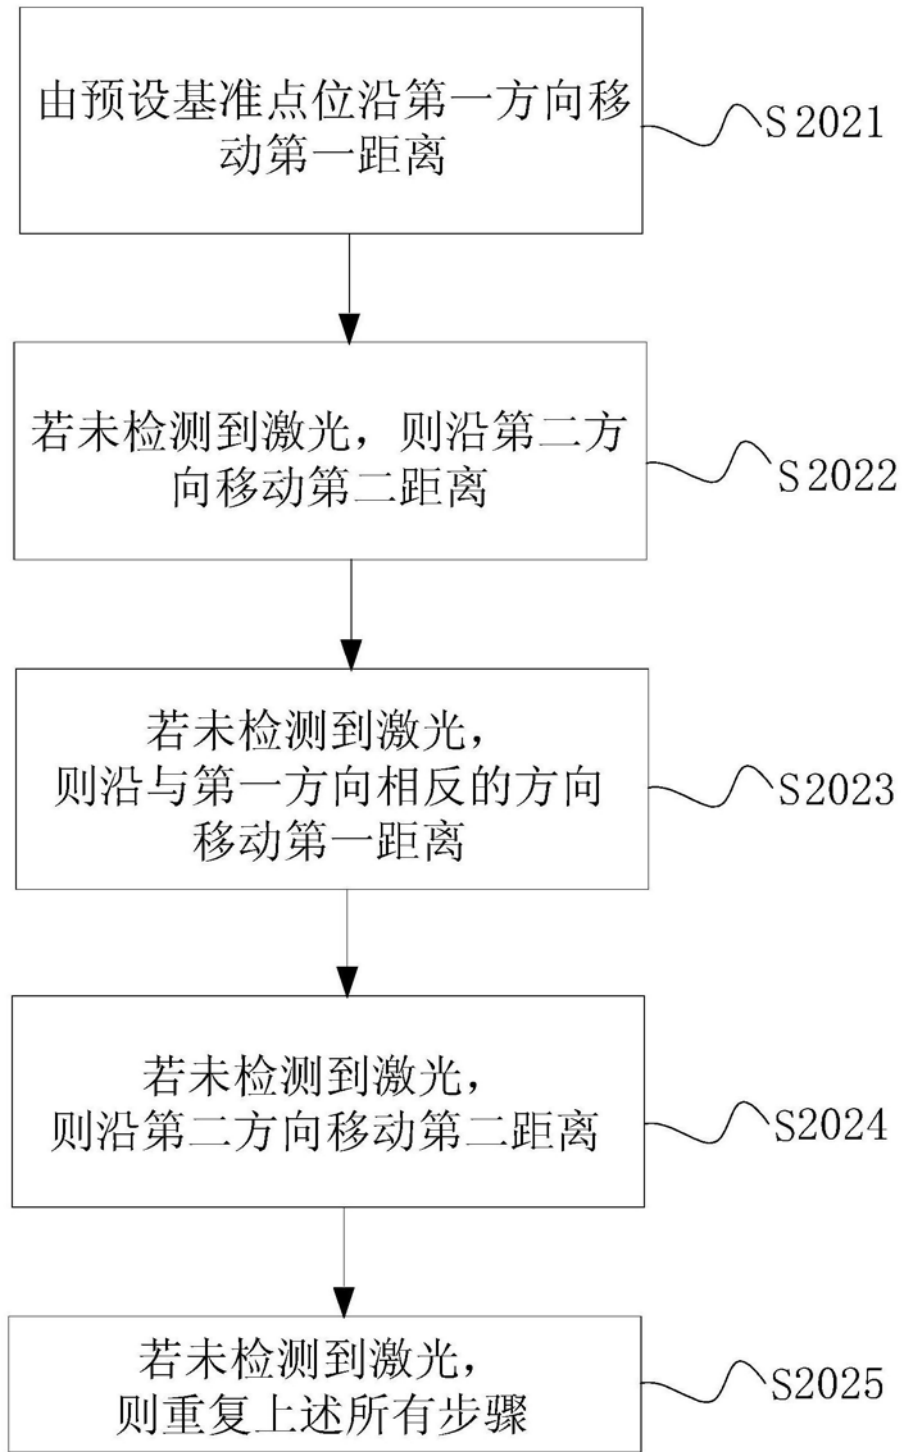 由预设基准点位沿第一方向移
动第一距离
S2021
若未检测到激光，则沿第二方
向移动第二距离
S2022
若未检测到激光，
则沿与第一方向相反的方向
移动第一距离
S2023
若未检测到激光，
则沿第二方向移动第二距离
S2024
若未检测到激光，
则重复上述所有步骤
S2025